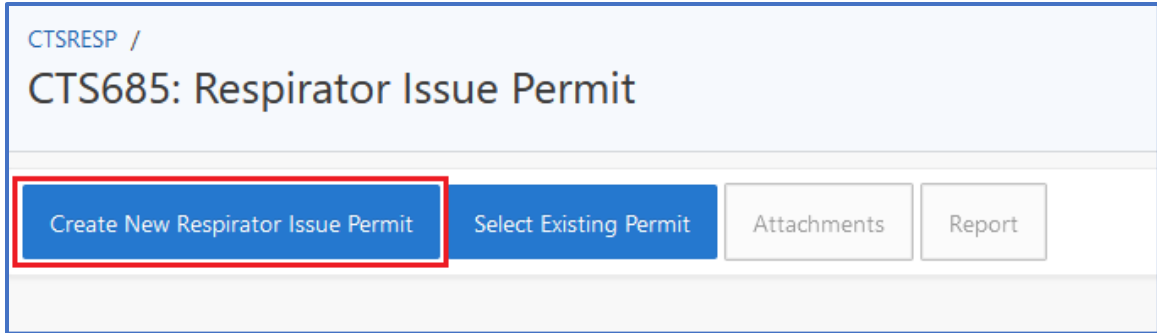 CTSRESP /
CTS685: Respirator Issue Permit
Create New Respirator Issue Permit Select Existing Permit Attachments Report